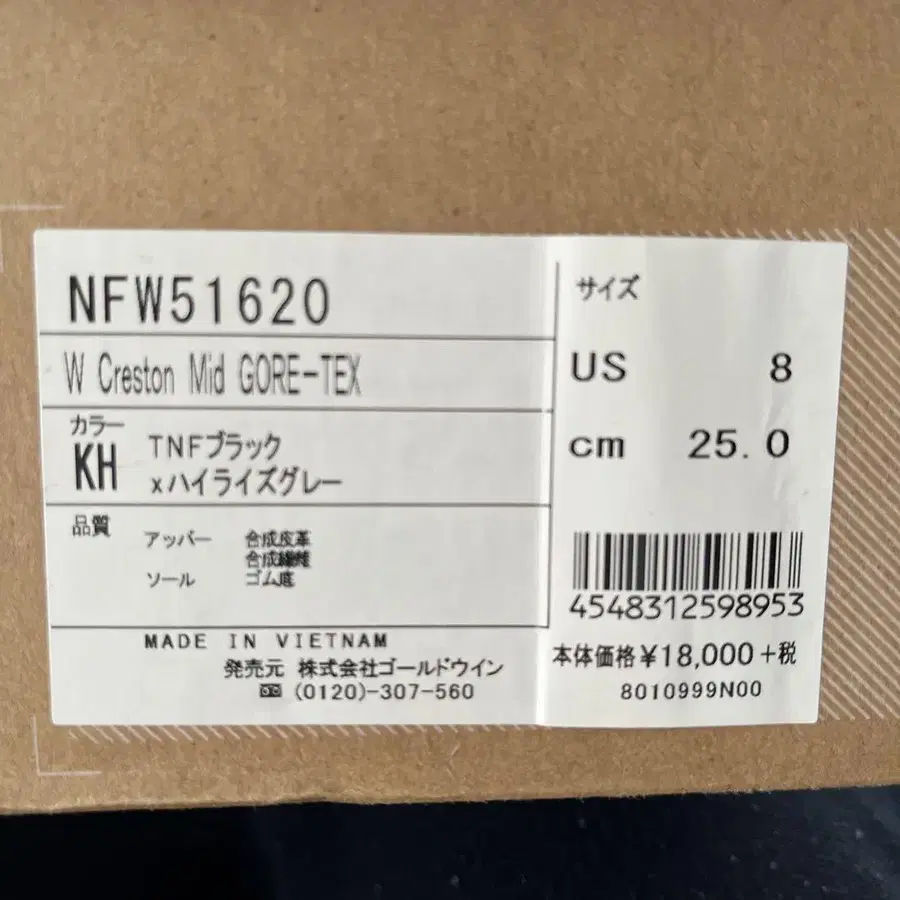 NFW51620
W Creston Mid GORE-TEX
カラー
KH
TNFブラック
xハイライズグレー
品質
アッパー 合成皮革
合成繊維
ソール ゴム底
MADE IN VIETNAM
発売元 株式会社ゴールドウイン
(0120)-307-560
サイズ
US 8
cm 25.0
4548312598953
本体価格¥18,000+税
8010999N00